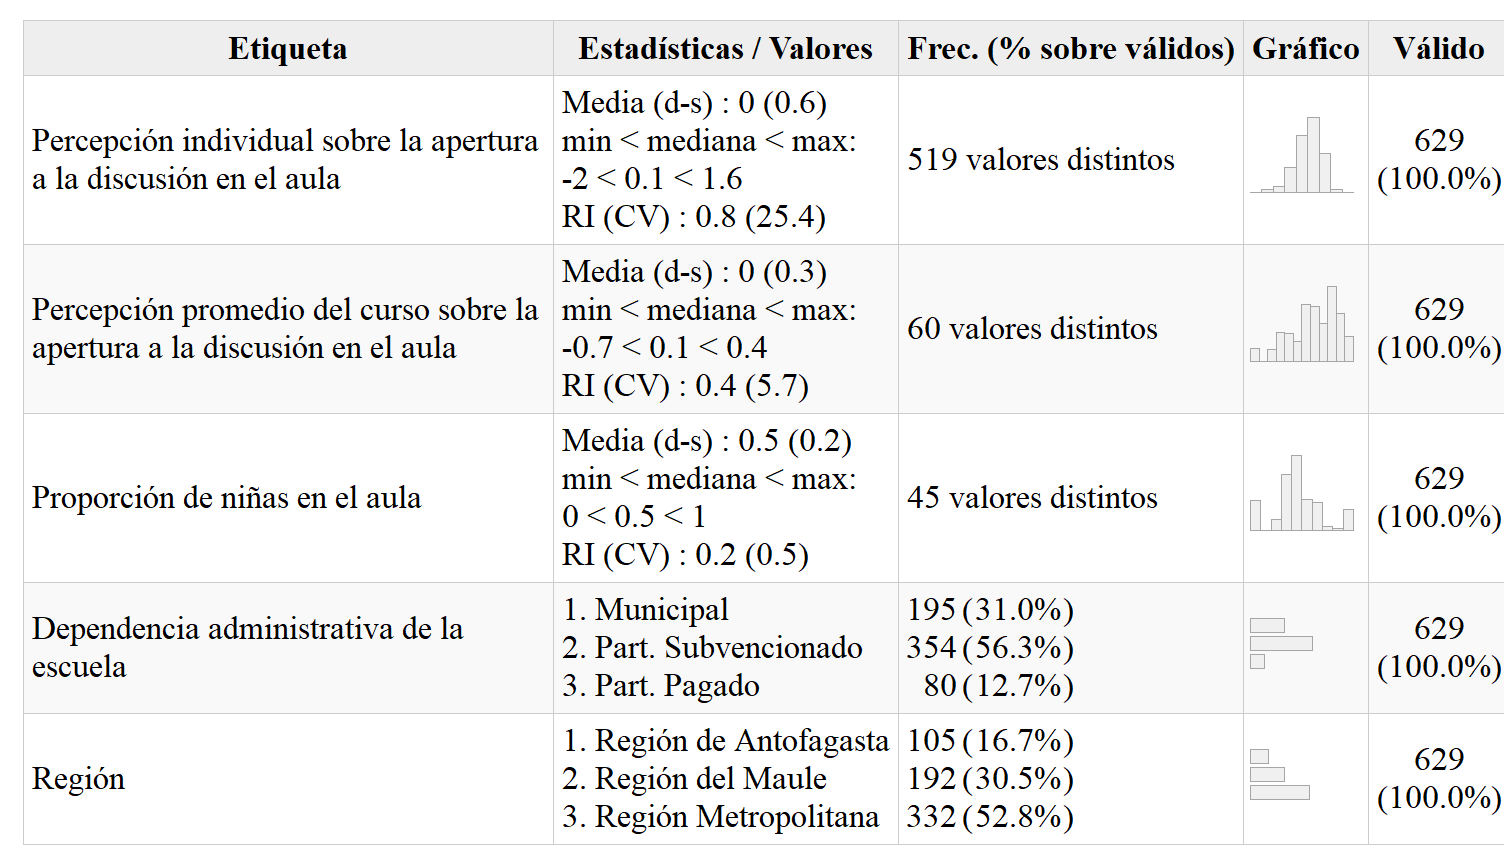 Etiqueta Estadísticas / Valores Frec. (% sobre válidos) Gráfico Válido
Percepción individual sobre la apertura
a la discusión en el aula
Media (d-s) : 0 (0.6)
min < mediana < max:
-2 < 0.1 < 1.6
RI (CV) : 0.8 (25.4)
519 valores distintos
629
(100.0%)
Percepción promedio del curso sobre la
apertura a la discusión en el aula
Media (d-s) : 0 (0.3)
min < mediana < max:
-0.7 < 0.1 < 0.4
RI (CV) : 0.4 (5.7)
60 valores distintos
629
(100.0%)
Proporción de niñas en el aula
Media (d-s) : 0.5 (0.2)
min < mediana < max:
0 < 0.5 < 1
RI (CV) : 0.2 (0.5)
45 valores distintos
629
(100.0%)
Dependencia administrativa de la
escuela
1. Municipal
2. Part. Subvencionado
3. Part. Pagado
195 (31.0%)
354 (56.3%)
80 (12.7%)
629
(100.0%)
Región
1. Región de Antofagasta
2. Región del Maule
3. Región Metropolitana
105 (16.7%)
192 (30.5%)
332 (52.8%)
629
(100.0%)